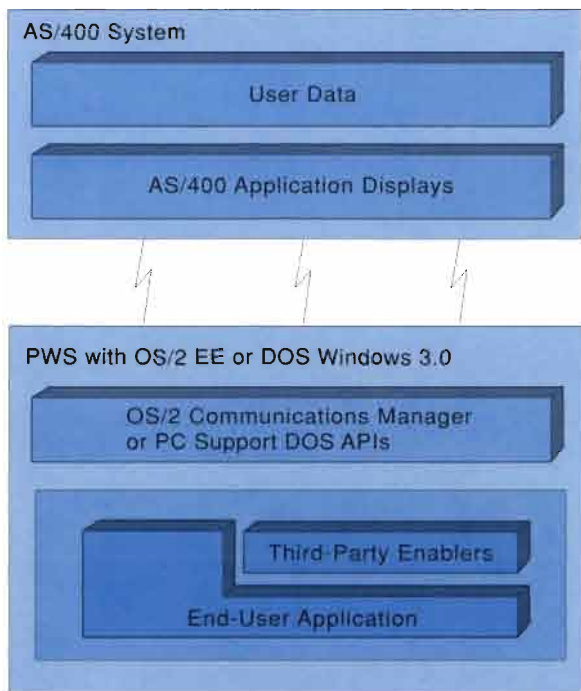 AS/400 System
User Data
AS/400 Application Displays
PWS with OS/2 EE or DOS Windows 3.0
OS/2 Communications Manager
or PC Support DOS APIs
Third-Party Enablers
End-User Application